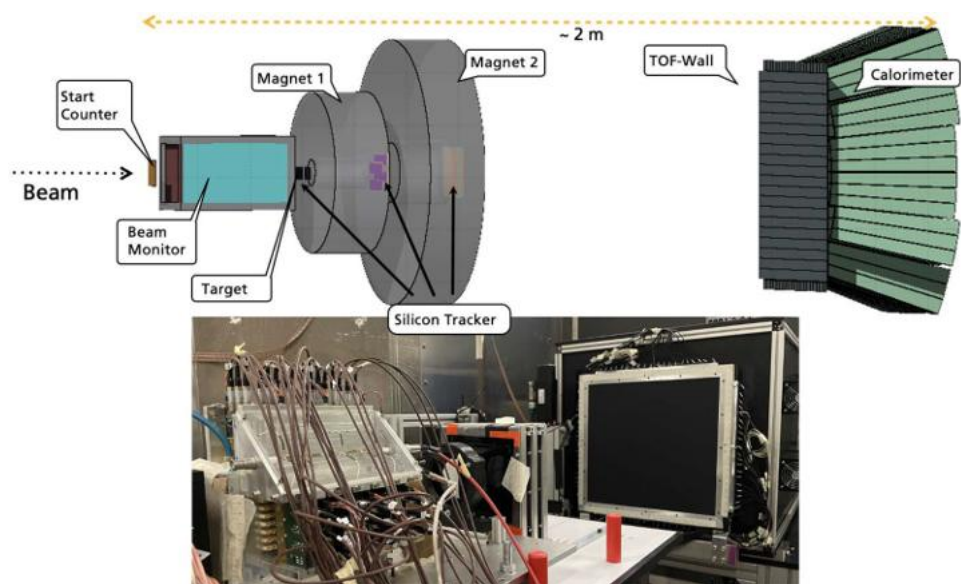 ~ 2 m
Start
Counter
Magnet 1
Magnet 2
TOF-Wall
Calorimeter
Beam
Beam
Monitor
Target
Silicon Tracker